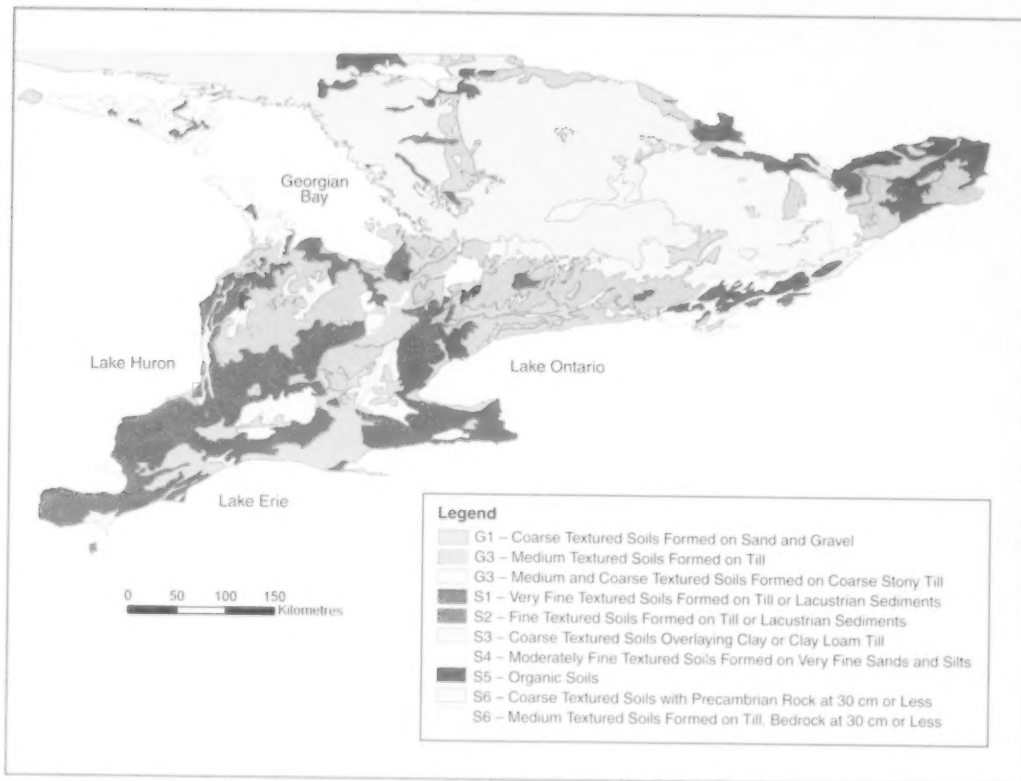 Georgian
Bay
Lake Huron
Lake Ontario
Lake Erie
0 50 100 150
Kilometres
Legend
G1 – Coarse Textured Soils Formed on Sand and Gravel
G3 – Medium Textured Soils Formed on Till
G3 – Medium and Coarse Textured Soils Formed on Coarse Stony Till
S1 – Very Fine Textured Soils Formed on Till or Lacustrian Sediments
S2 – Fine Textured Soils Formed on Till or Lacustrian Sediments
S3 – Coarse Textured Soils Overlaying Clay or Clay Loam Till
S4 – Moderately Fine Textured Soils Formed on Very Fine Sands and Silts
S5 – Organic Soils
S6 – Coarse Textured Soils with Precambrian Rock at 30 cm or Less
S6 – Medium Textured Soils Formed on Till, Bedrock at 30 cm or Less